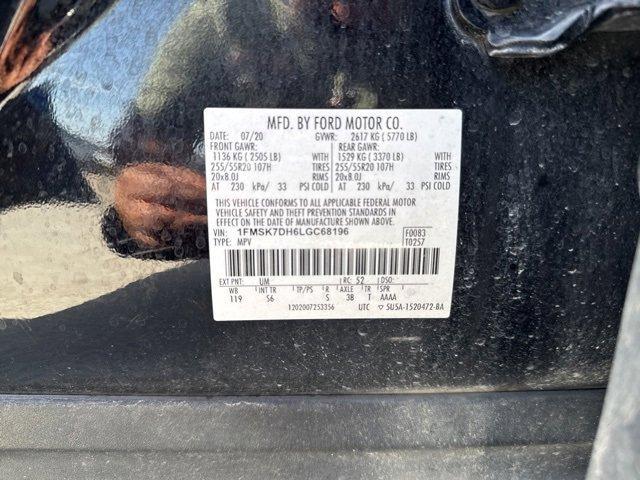 MFD. BY FORD MOTOR CO.
DATE: 07/20 GVWR: 2617 KG ( 5770 LB)
FRONT GAWR: REAR GAWR:
1136 KG ( 2505 LB) WITH 1529 KG ( 3370 LB) WITH
255/55R20 107H TIRES 255/55R20 107H TIRES
20x8.0J RIMS 20x8.0J RIMS
AT 230 kPa/ 33 PSI COLD AT 230 kPa/ 33 PSI COLD
THIS VEHICLE CONFORMS TO ALL APPLICABLE FEDERAL MOTOR
VEHICLE SAFETY AND THEFT PREVENTION STANDARDS IN
EFFECT ON THE DATE OF MANUFACTURE SHOWN ABOVE.
VIN: 1FMSK7DH6LGC68196 F0083
TYPE: MPV T0257
EXT PNT: UM RC: 52 DSO:
WB INT TR TP/PS R AXLE TR SPR
119 S6 S 3B T AAAA
1202007253356 UTC ▽ 5U5A-1520472-BA